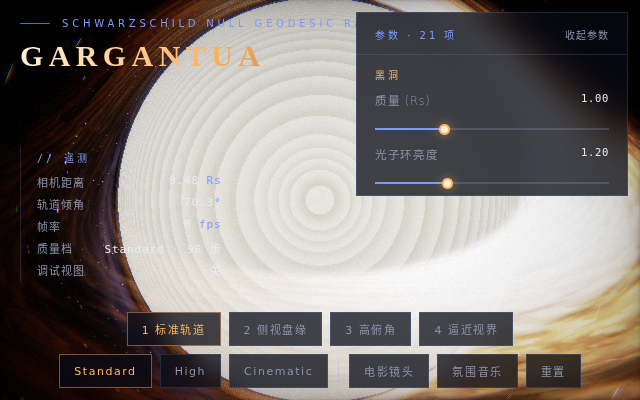 SCHWARZSCHILD NULL GEODESIC R
GARGANTUA
参数 · 21 项
收起参数
黑洞
质量 (Rs)
1.00
光子环亮度
1.20
// 遥测
相机距离
9.48 Rs
轨道倾角
76.3°
帧率
fps
质量档
Standard · 96 步
调试视图
1 标准轨道
2 侧视盘缘
3 高俯角
4 逼近视界
Standard
High
Cinematic
电影镜头
氛围音乐
重置